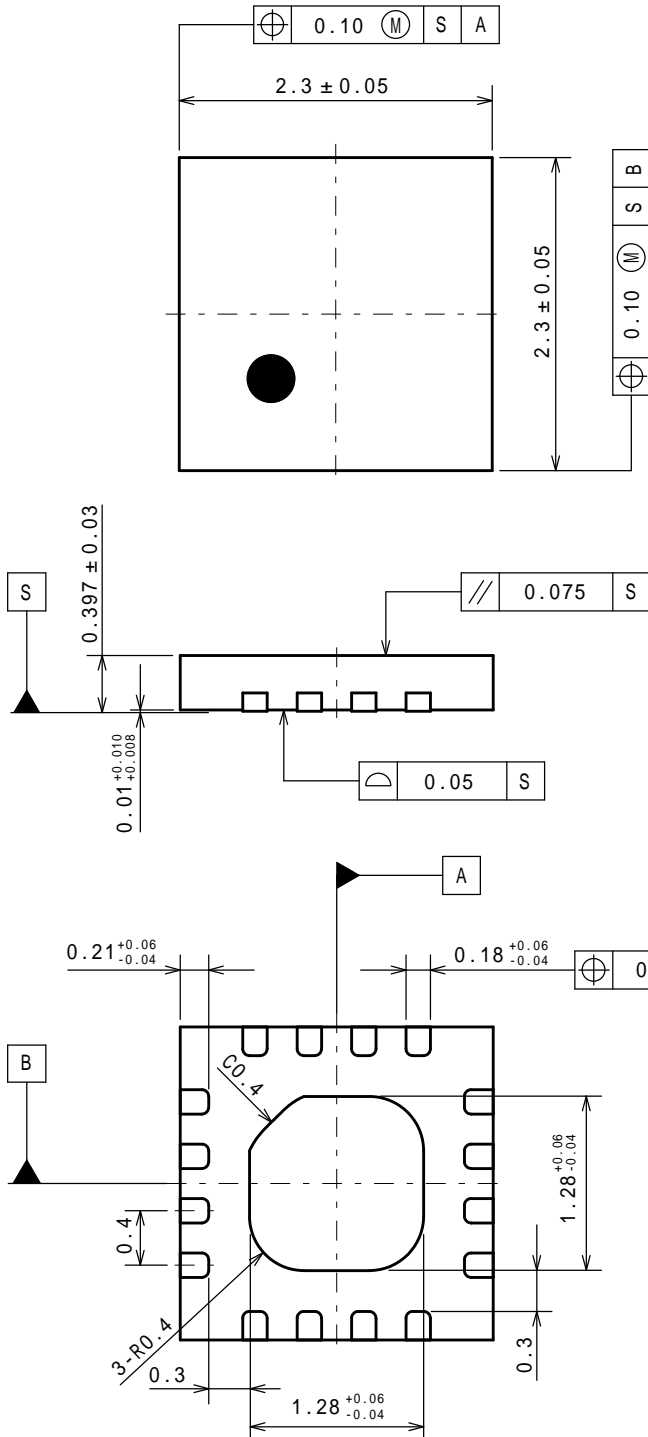 0.10 M S A
2.3 ± 0.05
2.3 ± 0.05
0.10 M S B
S
0.397 ± 0.03
// 0.075 S
0.01 +0.010 +0.008
0.05 S
A
0.21 +0.06 -0.04
0.18 +0.06 -0.04
0
B
C0.4
1.28 +0.06 -0.04
0.4
3-R0.4
0.3
0.3
1.28 +0.06 -0.04